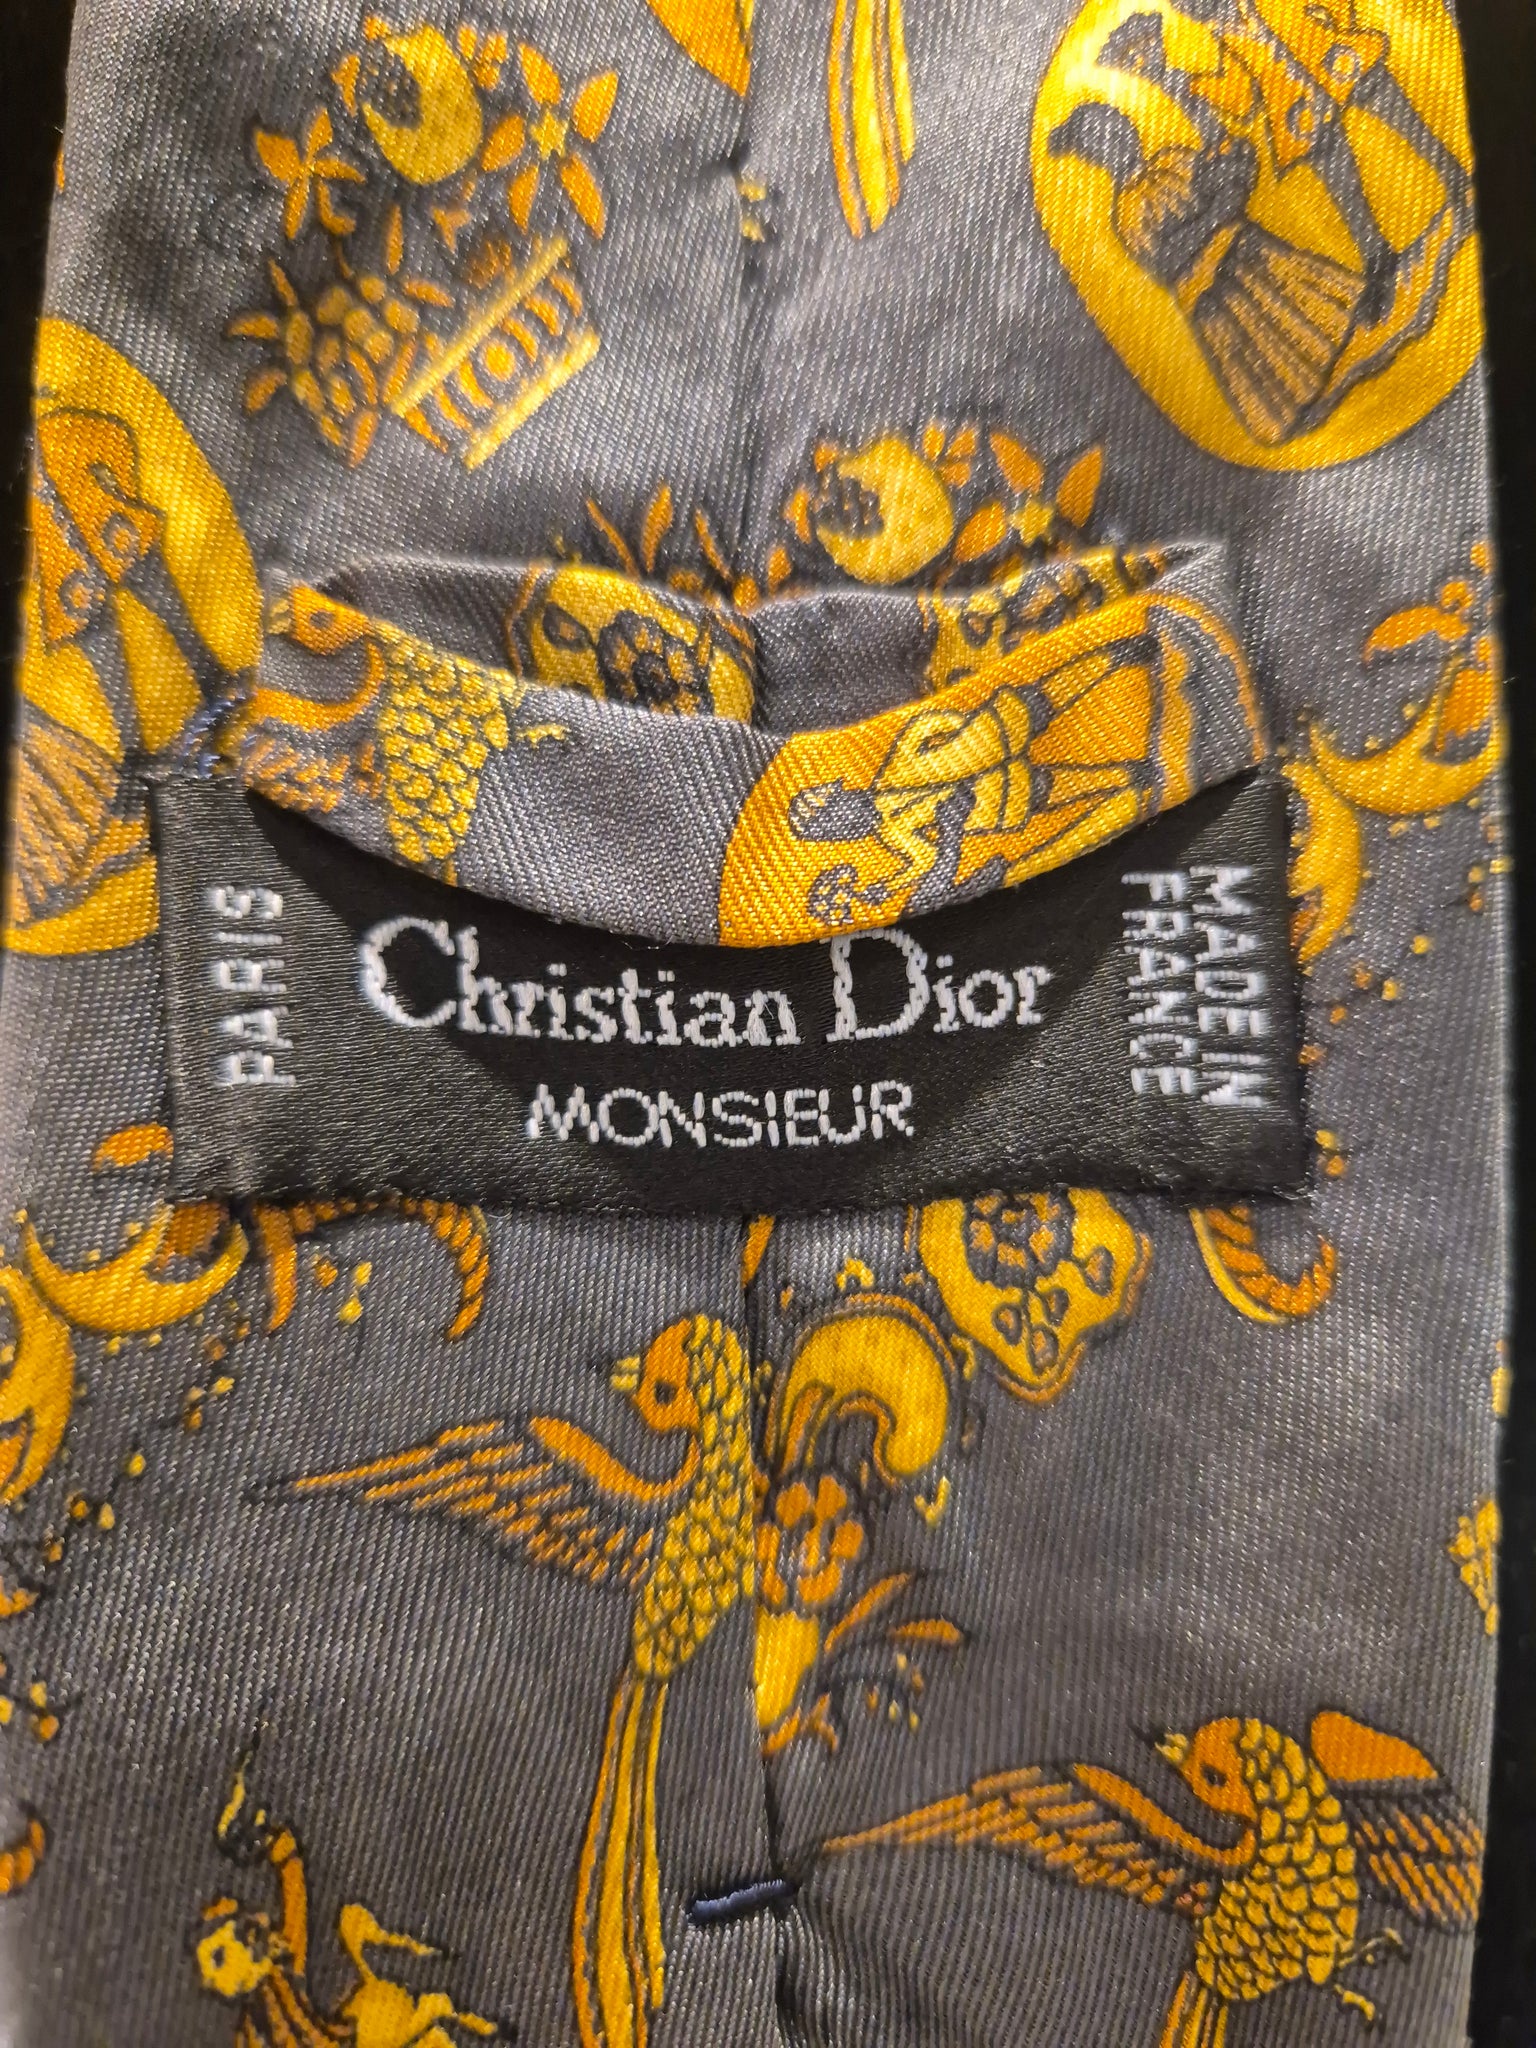 PARIS
Christian Dior
MONSIEUR
MADE IN
FRANCE